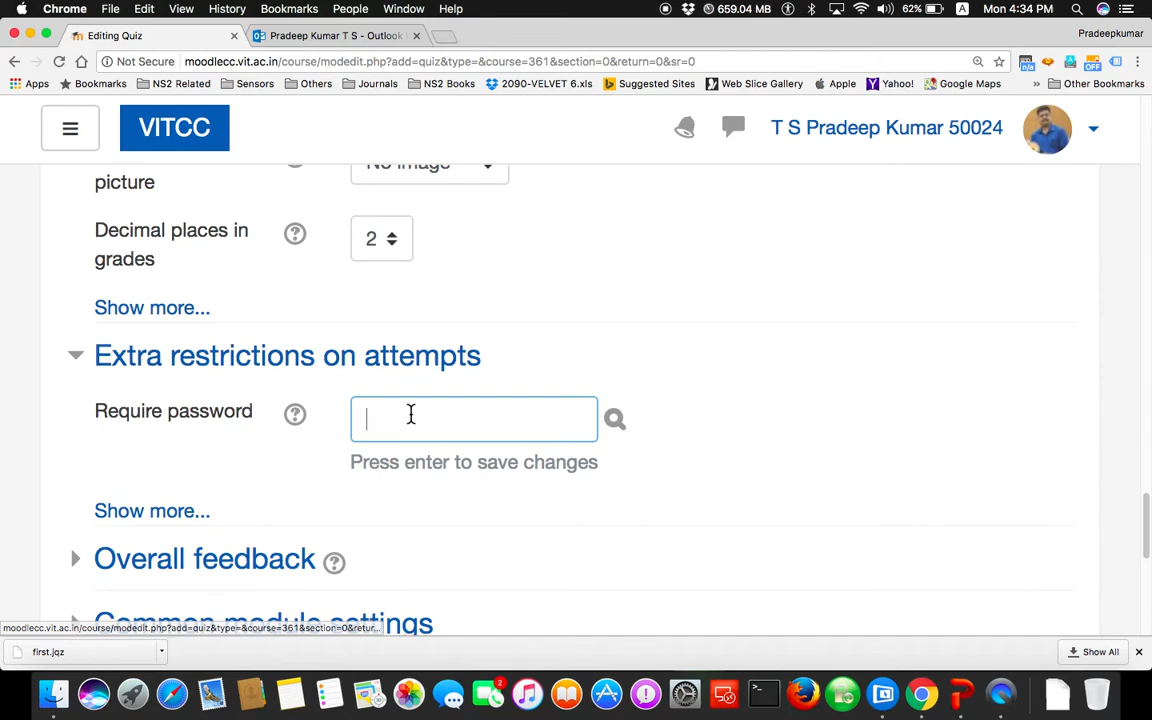 Chrome File Edit View History Bookmarks People Window Help 659.04 MB 62% A Mon 4:34 PM
Editing Quiz Pradeep Kumar T S - Outlook Pradeepkumar
Not Secure moodlecc.vit.ac.in/course/modedit.php?add=quiz&type=&course=361&section=0&return=0&sr=0
Apps Bookmarks NS2 Related Sensors Others Journals NS2 Books 2090-VELVET 6.xls Suggested Sites Web Slice Gallery Apple Yahoo! Google Maps » Other Bookmarks
VITCC T S Pradeep Kumar 50024
picture No image
Decimal places in
grades 2
Show more...
Extra restrictions on attempts
Require password
Press enter to save changes
Show more...
Overall feedback
Common module settings
moodlecc.vit.ac.in/course/modedit.php?add=quiz&type=&course=361&section=0&retur...
first.jqz Show All
2